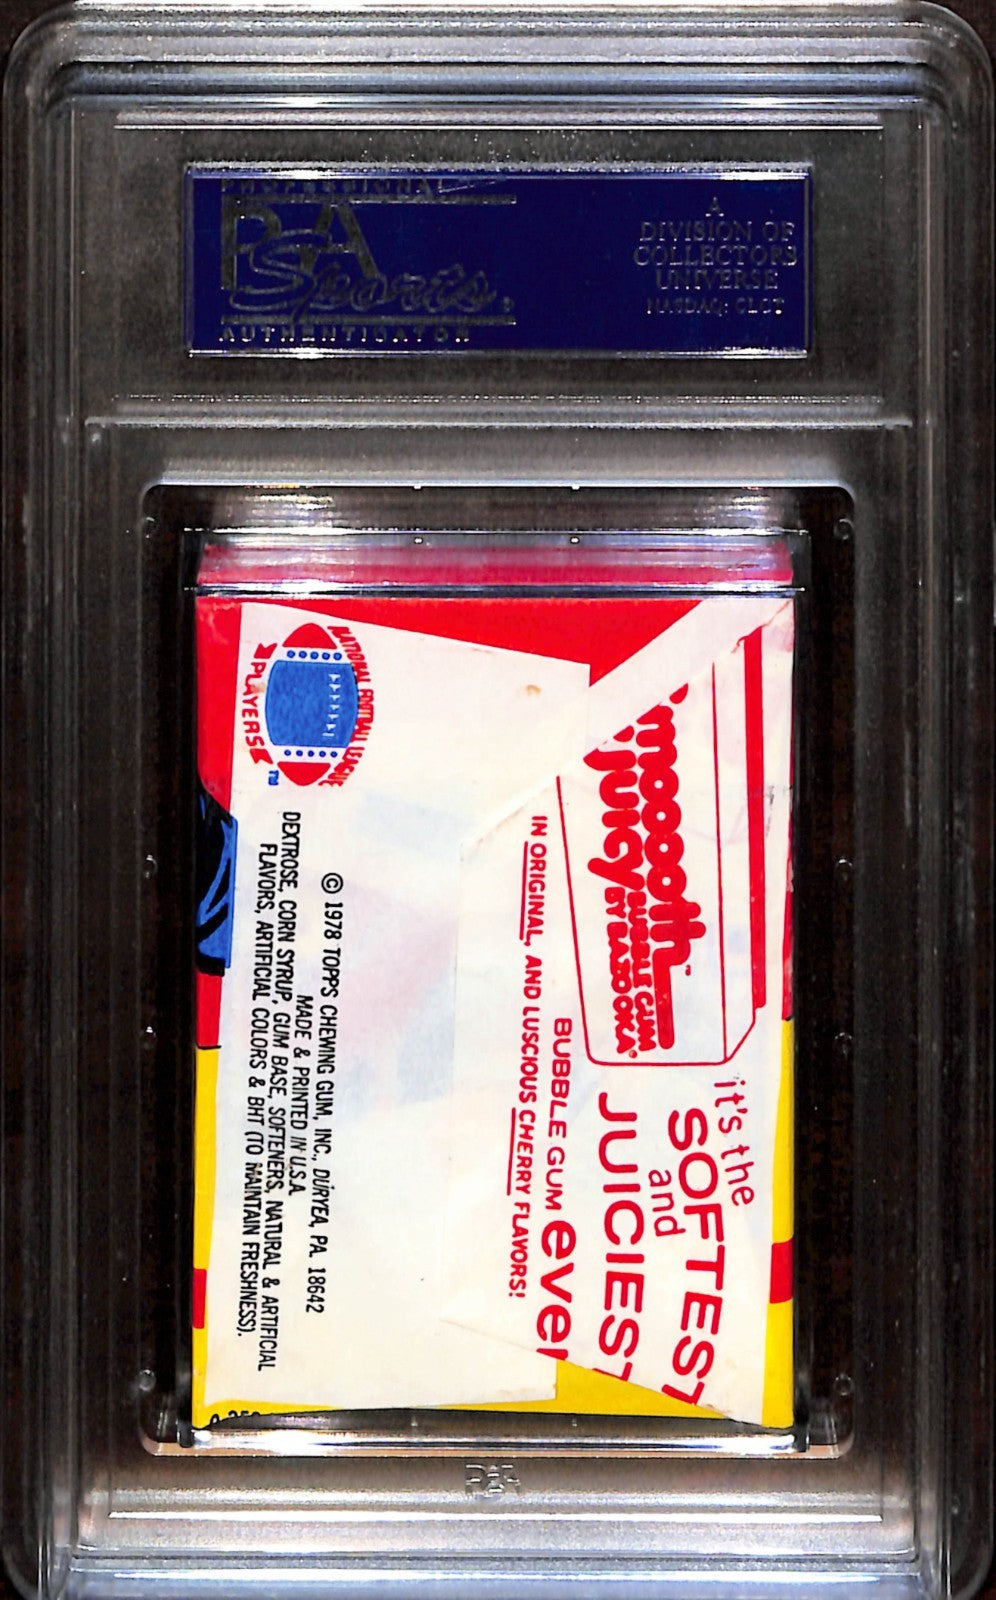 PROFESSIONAL
PSA
Sports
AUTHENTICATOR
A
DIVISION OF
COLLECTORS
UNIVERSE
NASDAQ: CLCT
NATIONAL FOOTBALL LEAGUE
PLAYERS
TM
© 1978 TOPPS CHEWING GUM, INC., DURYEA, PA. 18642
MADE & PRINTED IN U.S.A.
DEXTROSE, CORN SYRUP, GUM BASE, SOFTENERS, NATURAL & ARTIFICIAL
FLAVORS, ARTIFICIAL COLORS & BHT (TO MAINTAIN FRESHNESS).
mooooth™
juicy BUBBLE GUM
BY BAZOOKA®
it's the
SOFTEST
and
JUICIEST
BUBBLE GUM ever
IN ORIGINAL, AND LUSCIOUS CHERRY FLAVORS!
PSA